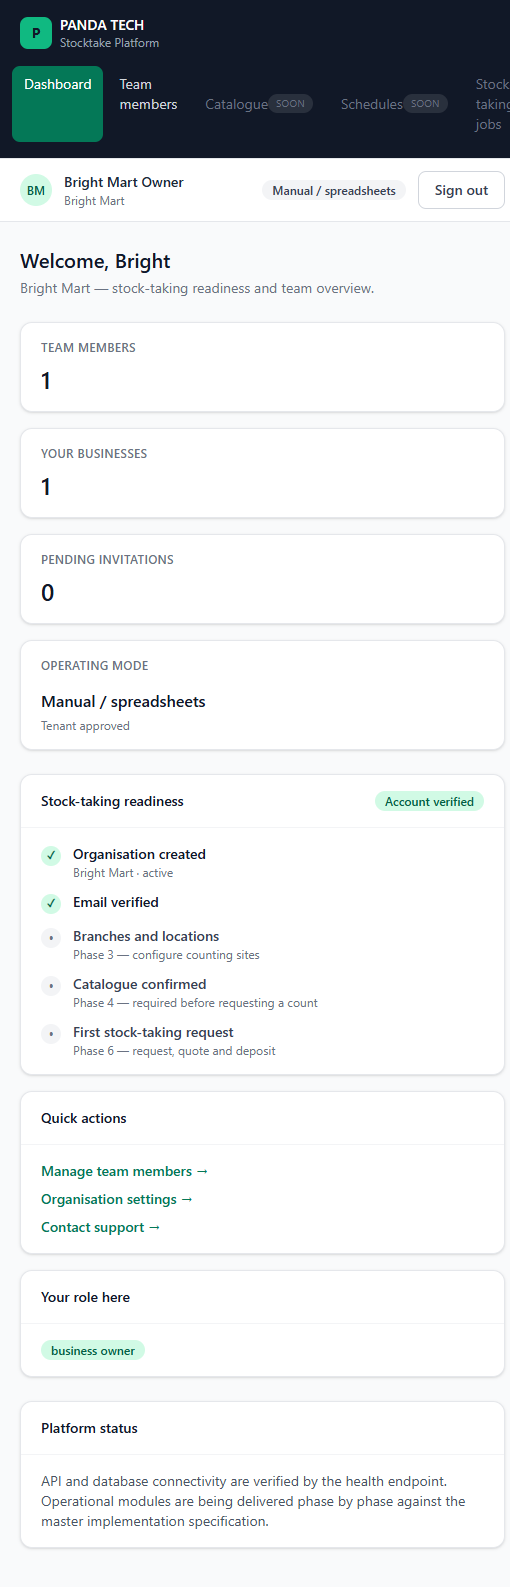 P
PANDA TECH
Stocktake Platform
Dashboard
Team
members
Catalogue SOON
Schedules SOON
Stock
taking
jobs
BM
Bright Mart Owner
Bright Mart
Manual / spreadsheets
Sign out
Welcome, Bright
Bright Mart — stock-taking readiness and team overview.
TEAM MEMBERS
1
YOUR BUSINESSES
1
PENDING INVITATIONS
0
OPERATING MODE
Manual / spreadsheets
Tenant approved
Stock-taking readiness
Account verified
✓ Organisation created
Bright Mart · active
✓ Email verified
• Branches and locations
Phase 3 — configure counting sites
• Catalogue confirmed
Phase 4 — required before requesting a count
• First stock-taking request
Phase 6 — request, quote and deposit
Quick actions
Manage team members →
Organisation settings →
Contact support →
Your role here
business owner
Platform status
API and database connectivity are verified by the health endpoint.
Operational modules are being delivered phase by phase against the
master implementation specification.